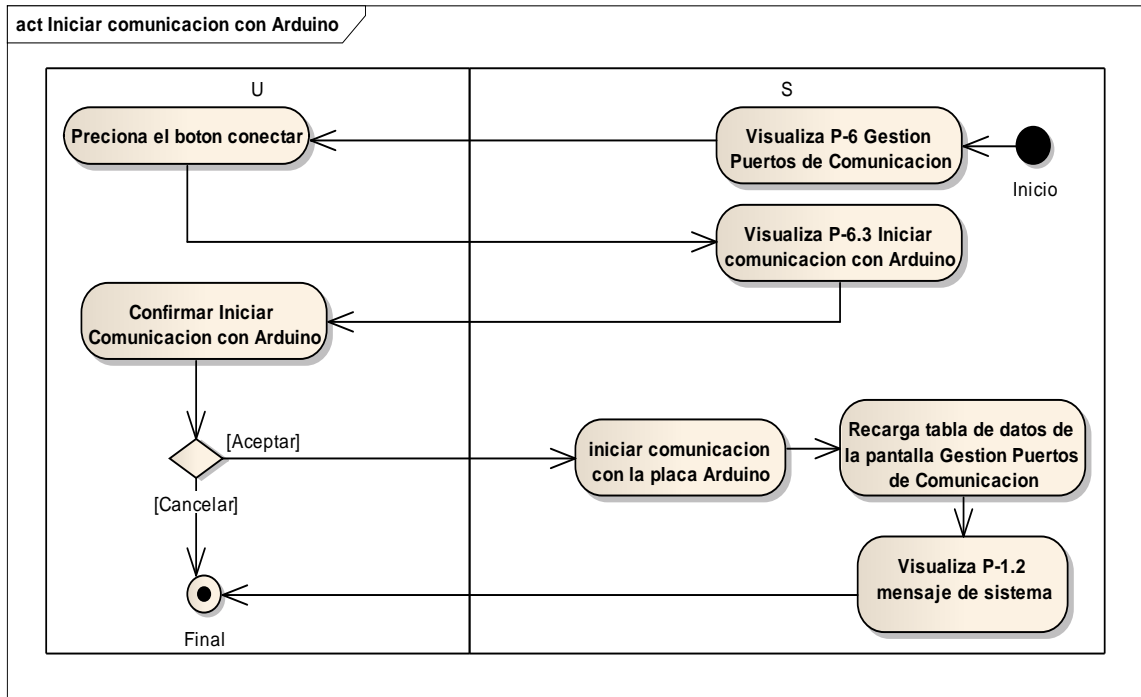 act Iniciar comunicacion con Arduino
U
S
Preciona el boton conectar
Visualiza P-6 Gestion
Puertos de Comunicacion
Inicio
Visualiza P-6.3 Iniciar
comunicacion con Arduino
Confirmar Iniciar
Comunicacion con Arduino
[Aceptar]
iniciar comunicacion
con la placa Arduino
Recarga tabla de datos de
la pantalla Gestion Puertos
de Comunicacion
[Cancelar]
Visualiza P-1.2
mensaje de sistema
Final